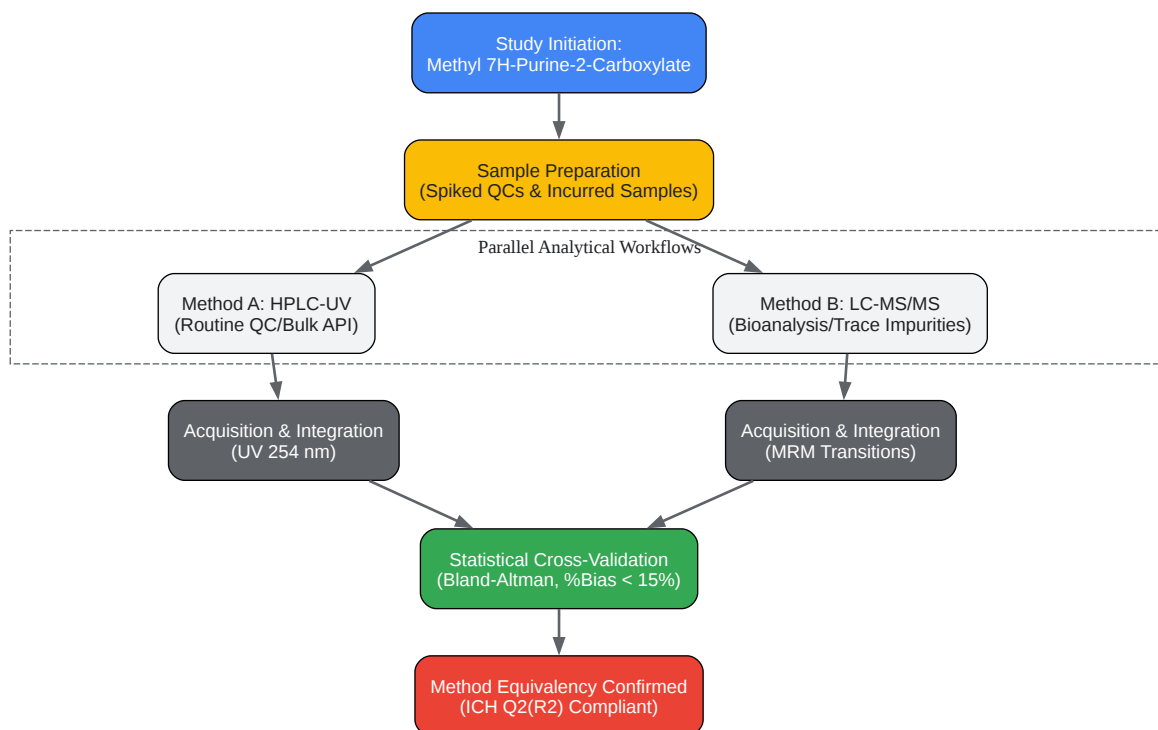 Study Initiation:
Methyl 7H-Purine-2-Carboxylate
Sample Preparation
(Spiked QCs & Incurred Samples)
Parallel Analytical Workflows
Method A: HPLC-UV
(Routine QC/Bulk API)
Method B: LC-MS/MS
(Bioanalysis/Trace Impurities)
Acquisition & Integration
(UV 254 nm)
Acquisition & Integration
(MRM Transitions)
Statistical Cross-Validation
(Bland-Altman, %Bias < 15%)
Method Equivalency Confirmed
(ICH Q2(R2) Compliant)